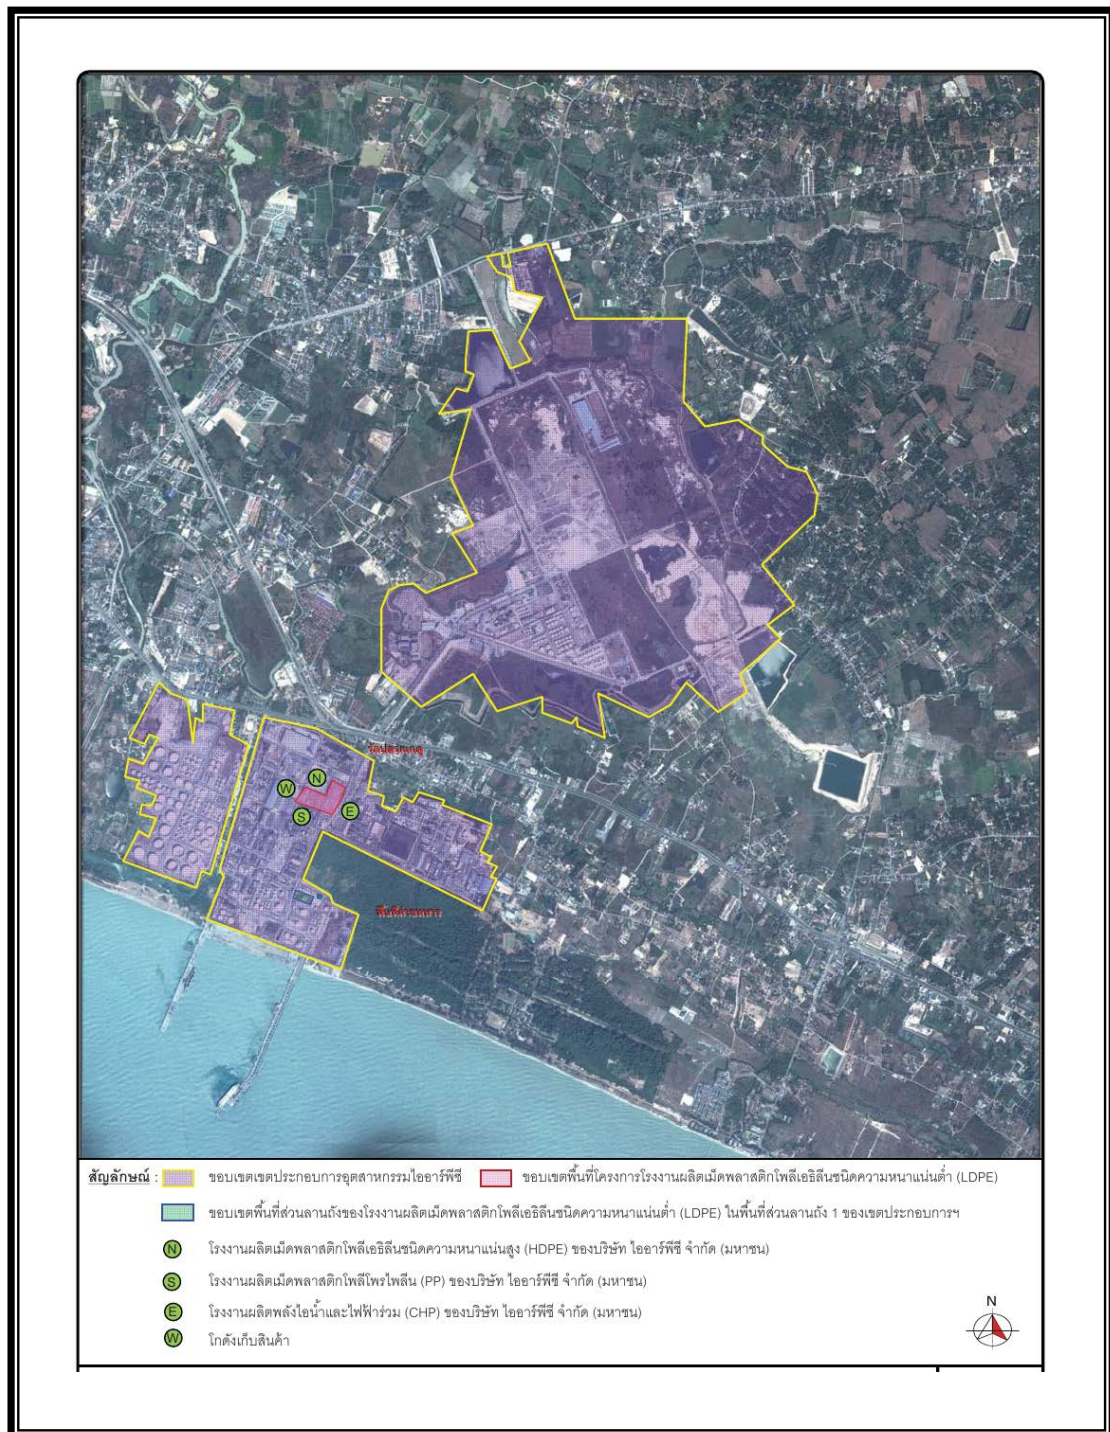 วัดปลวกเกตุ
W
N
S
E
สัญลักษณ์ : ขอบเขตเขตประกอบการอุตสาหกรรมไออาร์พีซี ขอบเขตพื้นที่โครงการโรงงานผลิตเม็ดพลาสติกโพลีเอธิลีนชนิดความหนาแน่นต่ำ (LDPE)
ขอบเขตพื้นที่ส่วนลานถังของโรงงานผลิตเม็ดพลาสติกโพลีเอธิลีนชนิดความหนาแน่นต่ำ (LDPE) ในพื้นที่ส่วนลานถัง 1 ของเขตประกอบการฯ
N โรงงานผลิตเม็ดพลาสติกโพลีเอธิลีนชนิดความหนาแน่นสูง (HDPE) ของบริษัท ไออาร์พีซี จำกัด (มหาชน)
S โรงงานผลิตเม็ดพลาสติกโพลีโพรไพลีน (PP) ของบริษัท ไออาร์พีซี จำกัด (มหาชน)
E โรงงานผลิตพลังไอน้ำและไฟฟ้าร่วม (CHP) ของบริษัท ไออาร์พีซี จำกัด (มหาชน)
W โกดังเก็บสินค้า
N